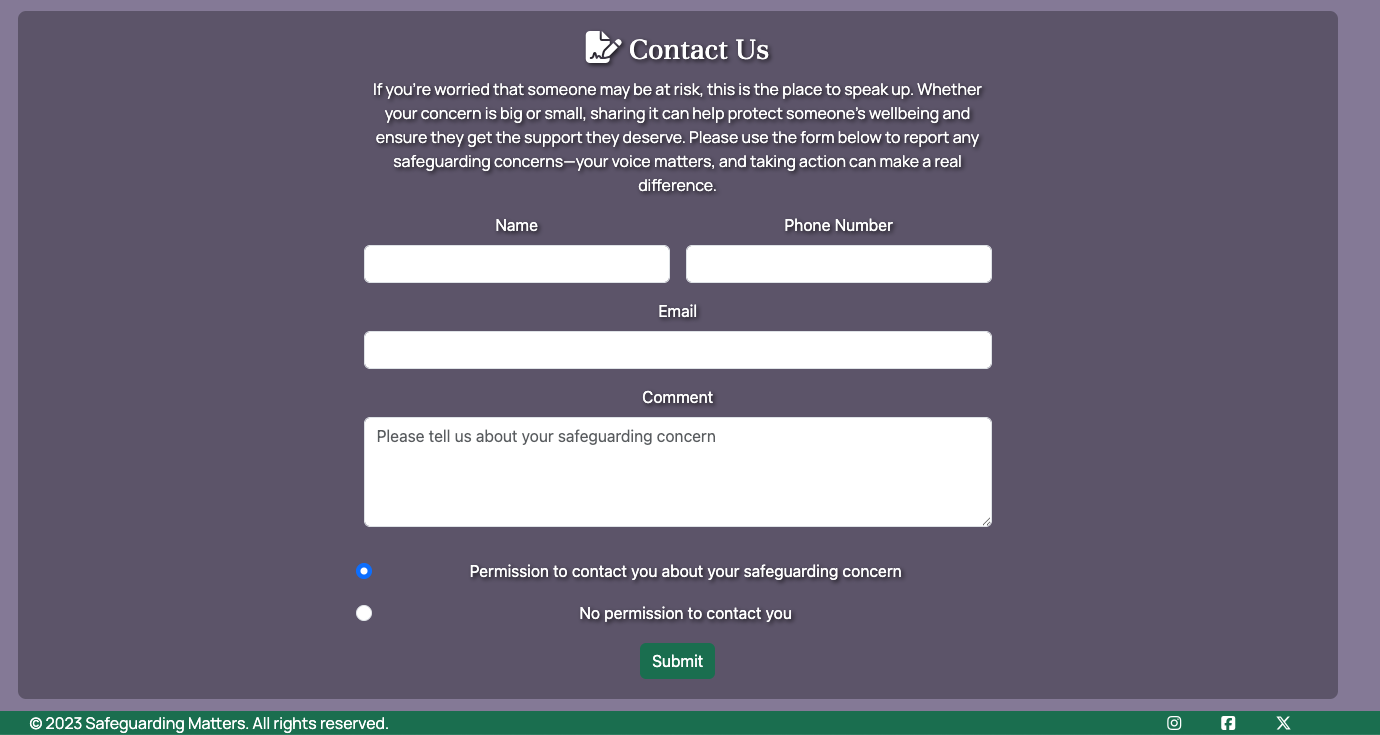 Contact Us
If you're worried that someone may be at risk, this is the place to speak up. Whether
your concern is big or small, sharing it can help protect someone's wellbeing and
ensure they get the support they deserve. Please use the form below to report any
safeguarding concerns—your voice matters, and taking action can make a real
difference.
Name
Phone Number
Email
Comment
Please tell us about your safeguarding concern
Permission to contact you about your safeguarding concern
No permission to contact you
Submit
© 2023 Safeguarding Matters. All rights reserved.